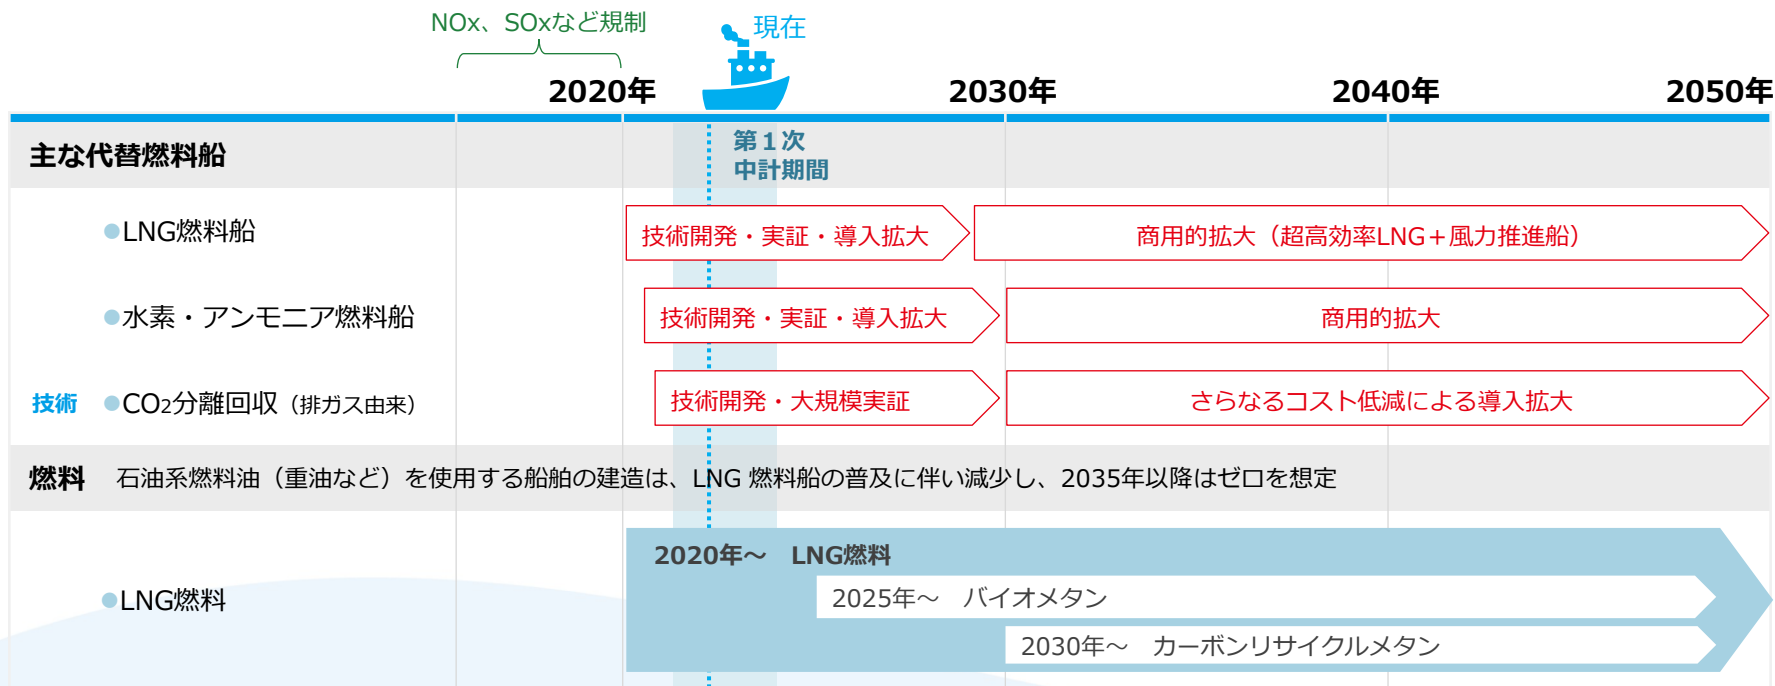 NOx、SOxなど規制
現在
2020年
2030年
2040年
2050年
主な代替燃料船
第１次
中計期間
●LNG燃料船
技術開発・実証・導入拡大
商用的拡大（超高効率LNG＋風力推進船）
●水素・アンモニア燃料船
技術開発・実証・導入拡大
商用的拡大
技術 ●CO2分離回収（排ガス由来）
技術開発・大規模実証
さらなるコスト低減による導入拡大
燃料 石油系燃料油（重油など）を使用する船舶の建造は、LNG 燃料船の普及に伴い減少し、2035年以降はゼロを想定
2020年～ LNG燃料
●LNG燃料
2025年～ バイオメタン
2030年～ カーボンリサイクルメタン